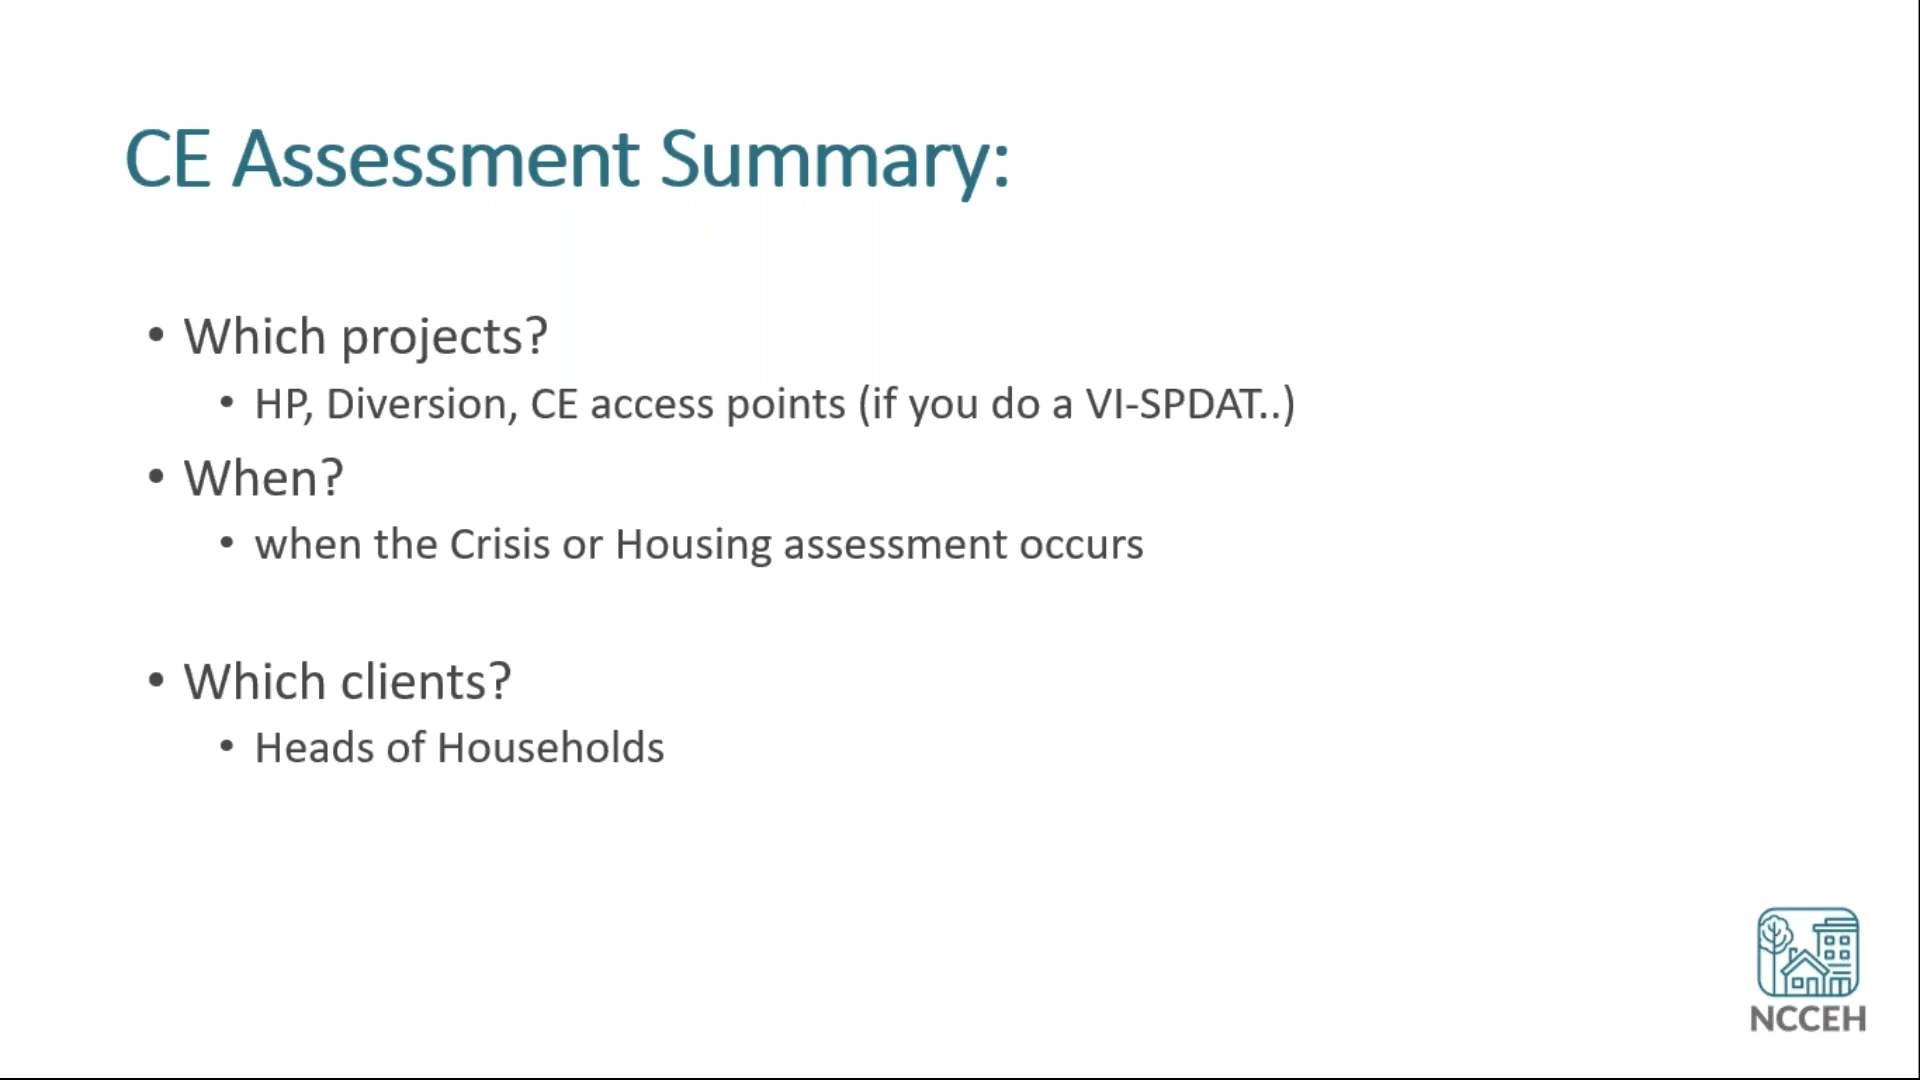 CE Assessment Summary:
• Which projects?
• HP, Diversion, CE access points (if you do a VI-SPDAT..)
• When?
• when the Crisis or Housing assessment occurs
• Which clients?
• Heads of Households
NCCEH